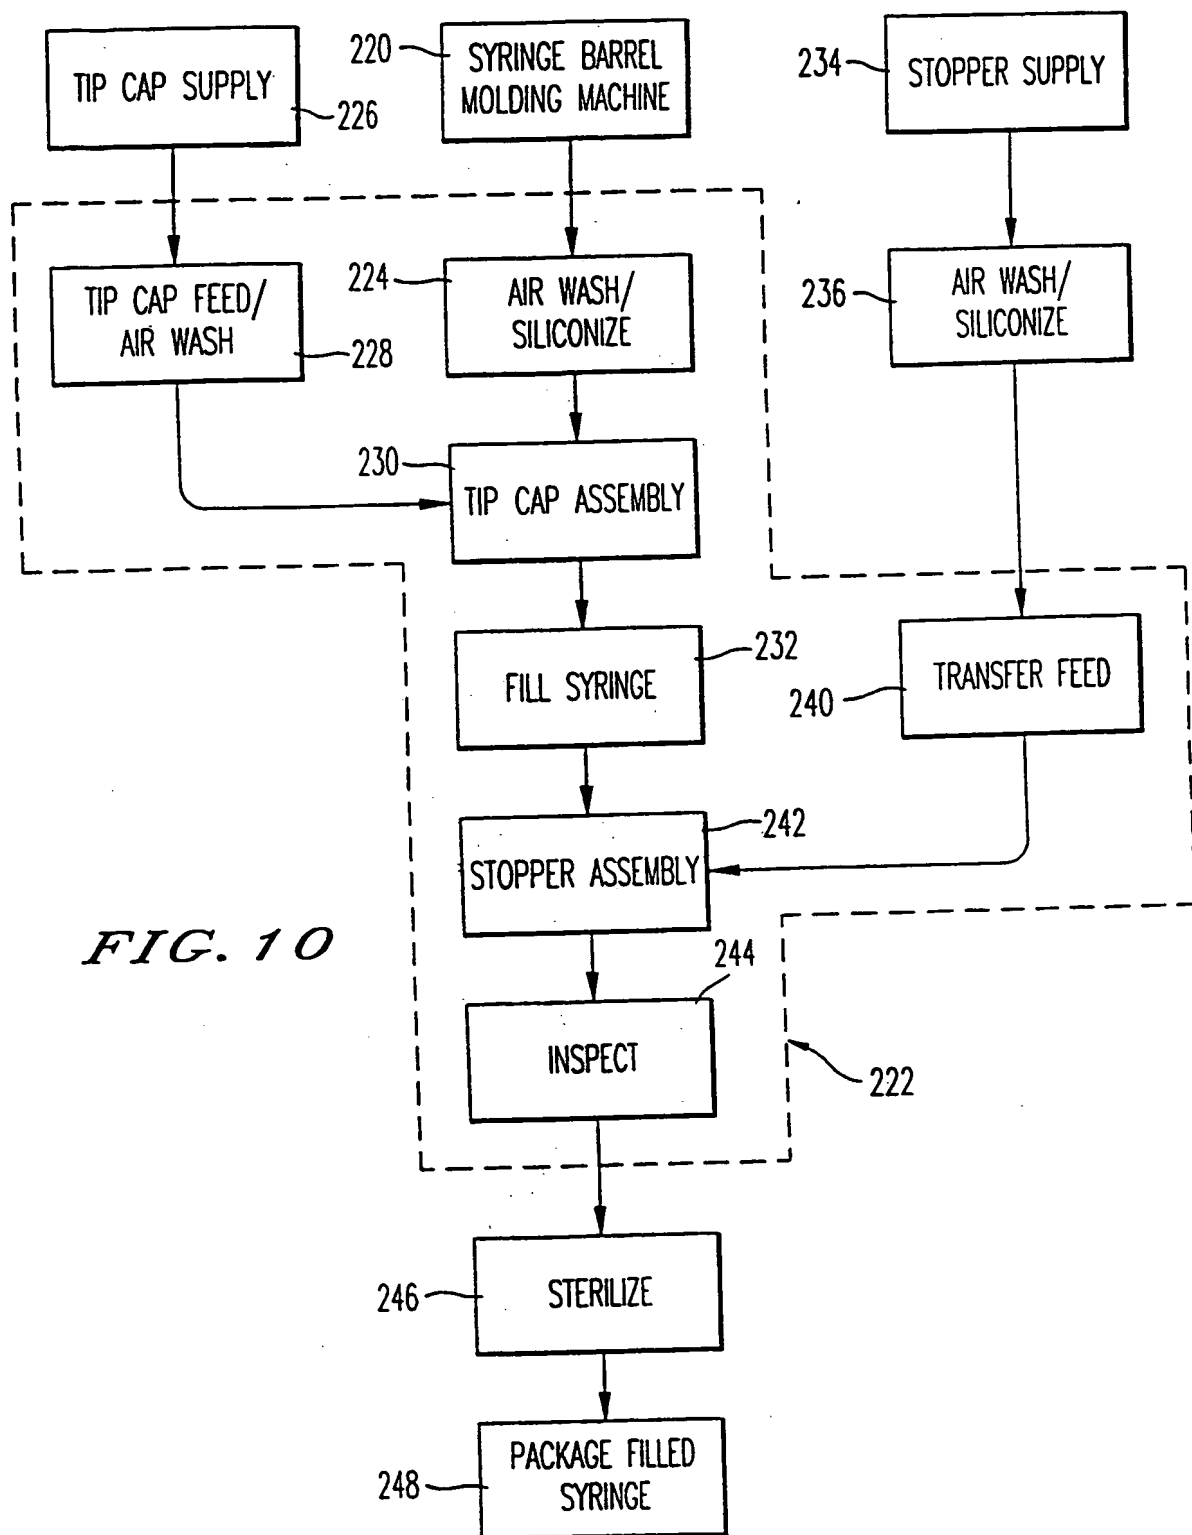 TIP CAP SUPPLY
226
220
SYRINGE BARREL
MOLDING MACHINE
234
STOPPER SUPPLY
TIP CAP FEED/
AIR WASH
228
224
AIR WASH/
SILICONIZE
236
AIR WASH/
SILICONIZE
230
TIP CAP ASSEMBLY
FILL SYRINGE
232
240
TRANSFER FEED
STOPPER ASSEMBLY
242
FIG. 10
244
INSPECT
222
246
STERILIZE
248
PACKAGE FILLED
SYRINGE